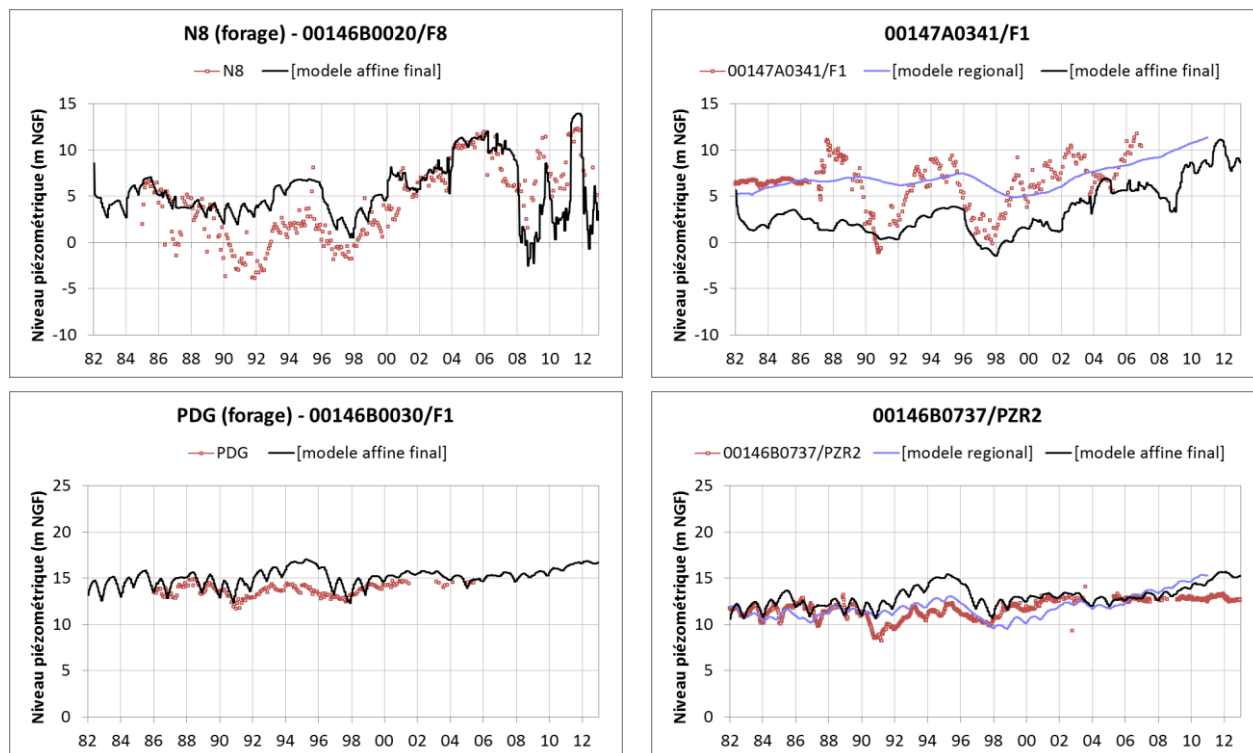 N8 (forage) - 00146B0020/F8
N8 [modele affine final]
Niveau piézométrique (m NGF)
15
10
5
0
-5
-10
82 84 86 88 90 92 94 96 98 00 02 04 06 08 10 12
00147A0341/F1
00147A0341/F1 [modele regional] [modele affine final]
Niveau piézométrique (m NGF)
15
10
5
0
-5
-10
82 84 86 88 90 92 94 96 98 00 02 04 06 08 10 12
PDG (forage) - 00146B0030/F1
PDG [modele affine final]
Niveau piézométrique (m NGF)
25
20
15
10
5
0
82 84 86 88 90 92 94 96 98 00 02 04 06 08 10 12
00146B0737/PZR2
00146B0737/PZR2 [modele regional] [modele affine final]
Niveau piézométrique (m NGF)
25
20
15
10
5
0
82 84 86 88 90 92 94 96 98 00 02 04 06 08 10 12